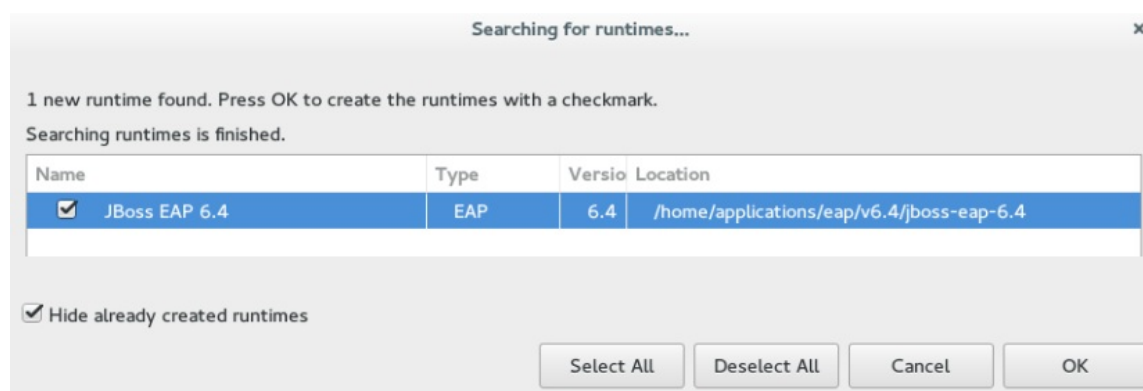 Searching for runtimes...
1 new runtime found. Press OK to create the runtimes with a checkmark.
Searching runtimes is finished.
Name Type Versio Location
JBoss EAP 6.4 EAP 6.4 /home/applications/eap/v6.4/jboss-eap-6.4
Hide already created runtimes
Select All Deselect All Cancel OK